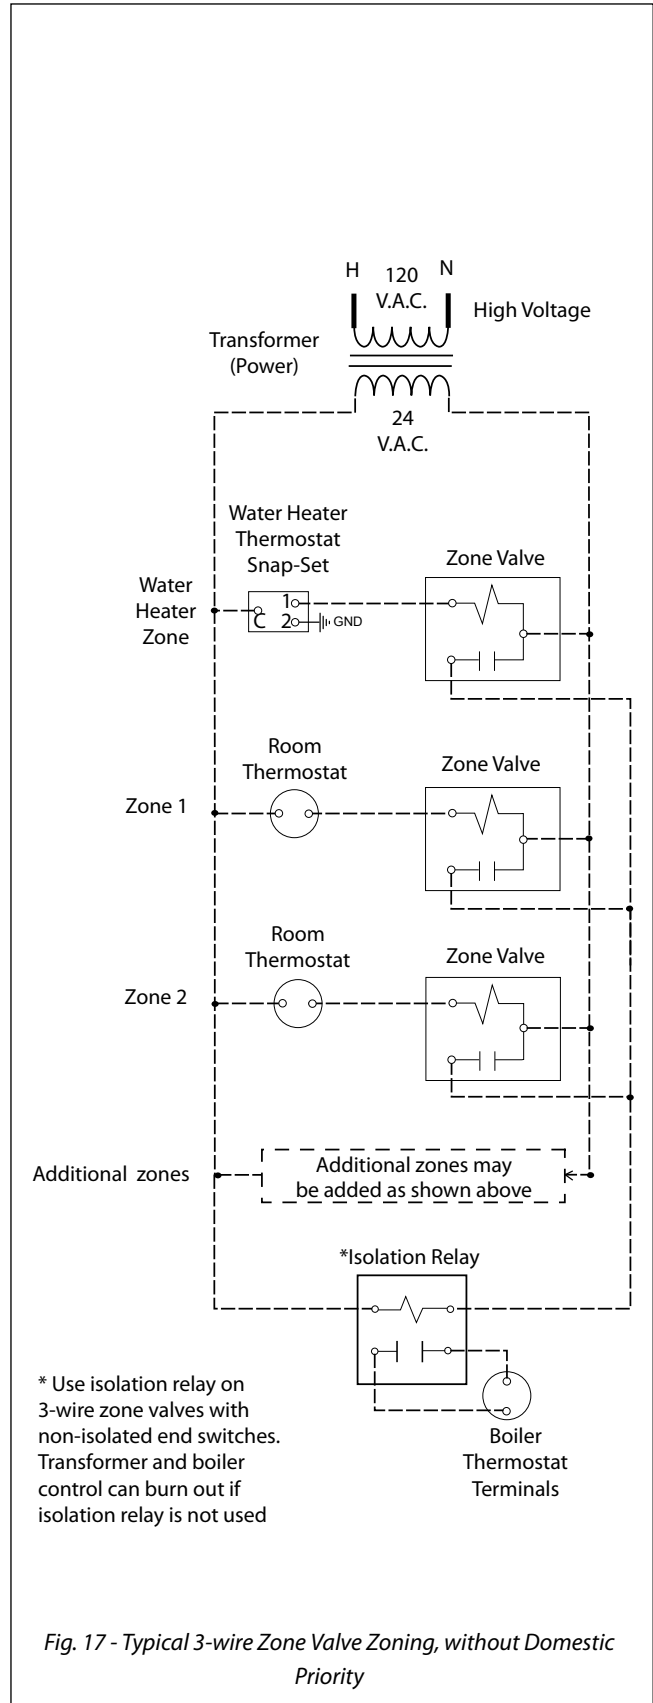 H 120 N
V.A.C.
High Voltage
Transformer
(Power)
24
V.A.C.
Water Heater
Thermostat
Snap-Set
Zone Valve
Water
Heater
Zone
1
C 2 GND
Room
Thermostat
Zone Valve
Zone 1
Room
Thermostat
Zone Valve
Zone 2
Additional zones
Additional zones may
be added as shown above
*Isolation Relay
* Use isolation relay on
3-wire zone valves with
non-isolated end switches.
Transformer and boiler
control can burn out if
isolation relay is not used
Boiler
Thermostat
Terminals
Fig. 17 - Typical 3-wire Zone Valve Zoning, without Domestic
Priority